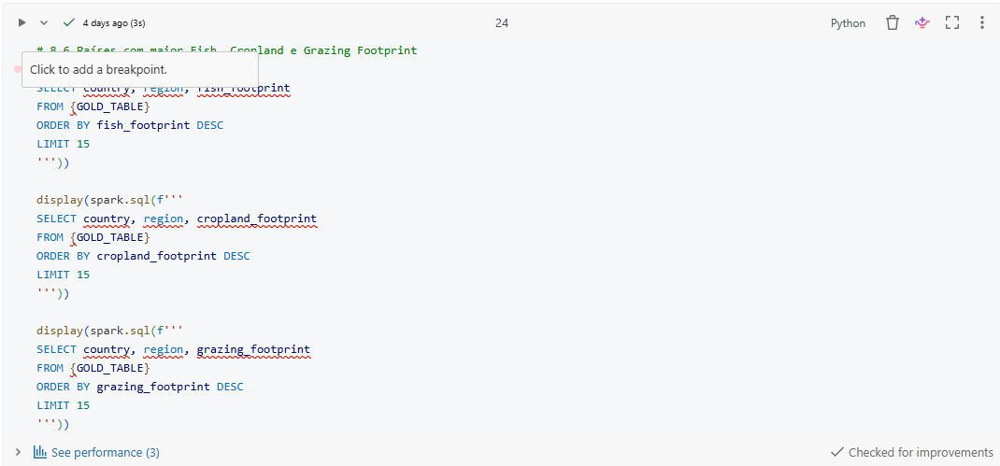 4 days ago (3s)
24
Python
# 8.6 Países com maior Fish, Cropland e Grazing Footprint
Click to add a breakpoint.
SELECT country, region, fish_footprint
FROM {GOLD_TABLE}
ORDER BY fish_footprint DESC
LIMIT 15
'''))
display(spark.sql(f'''
SELECT country, region, cropland_footprint
FROM {GOLD_TABLE}
ORDER BY cropland_footprint DESC
LIMIT 15
'''))
display(spark.sql(f'''
SELECT country, region, grazing_footprint
FROM {GOLD_TABLE}
ORDER BY grazing_footprint DESC
LIMIT 15
'''))
See performance (3)
Checked for improvements